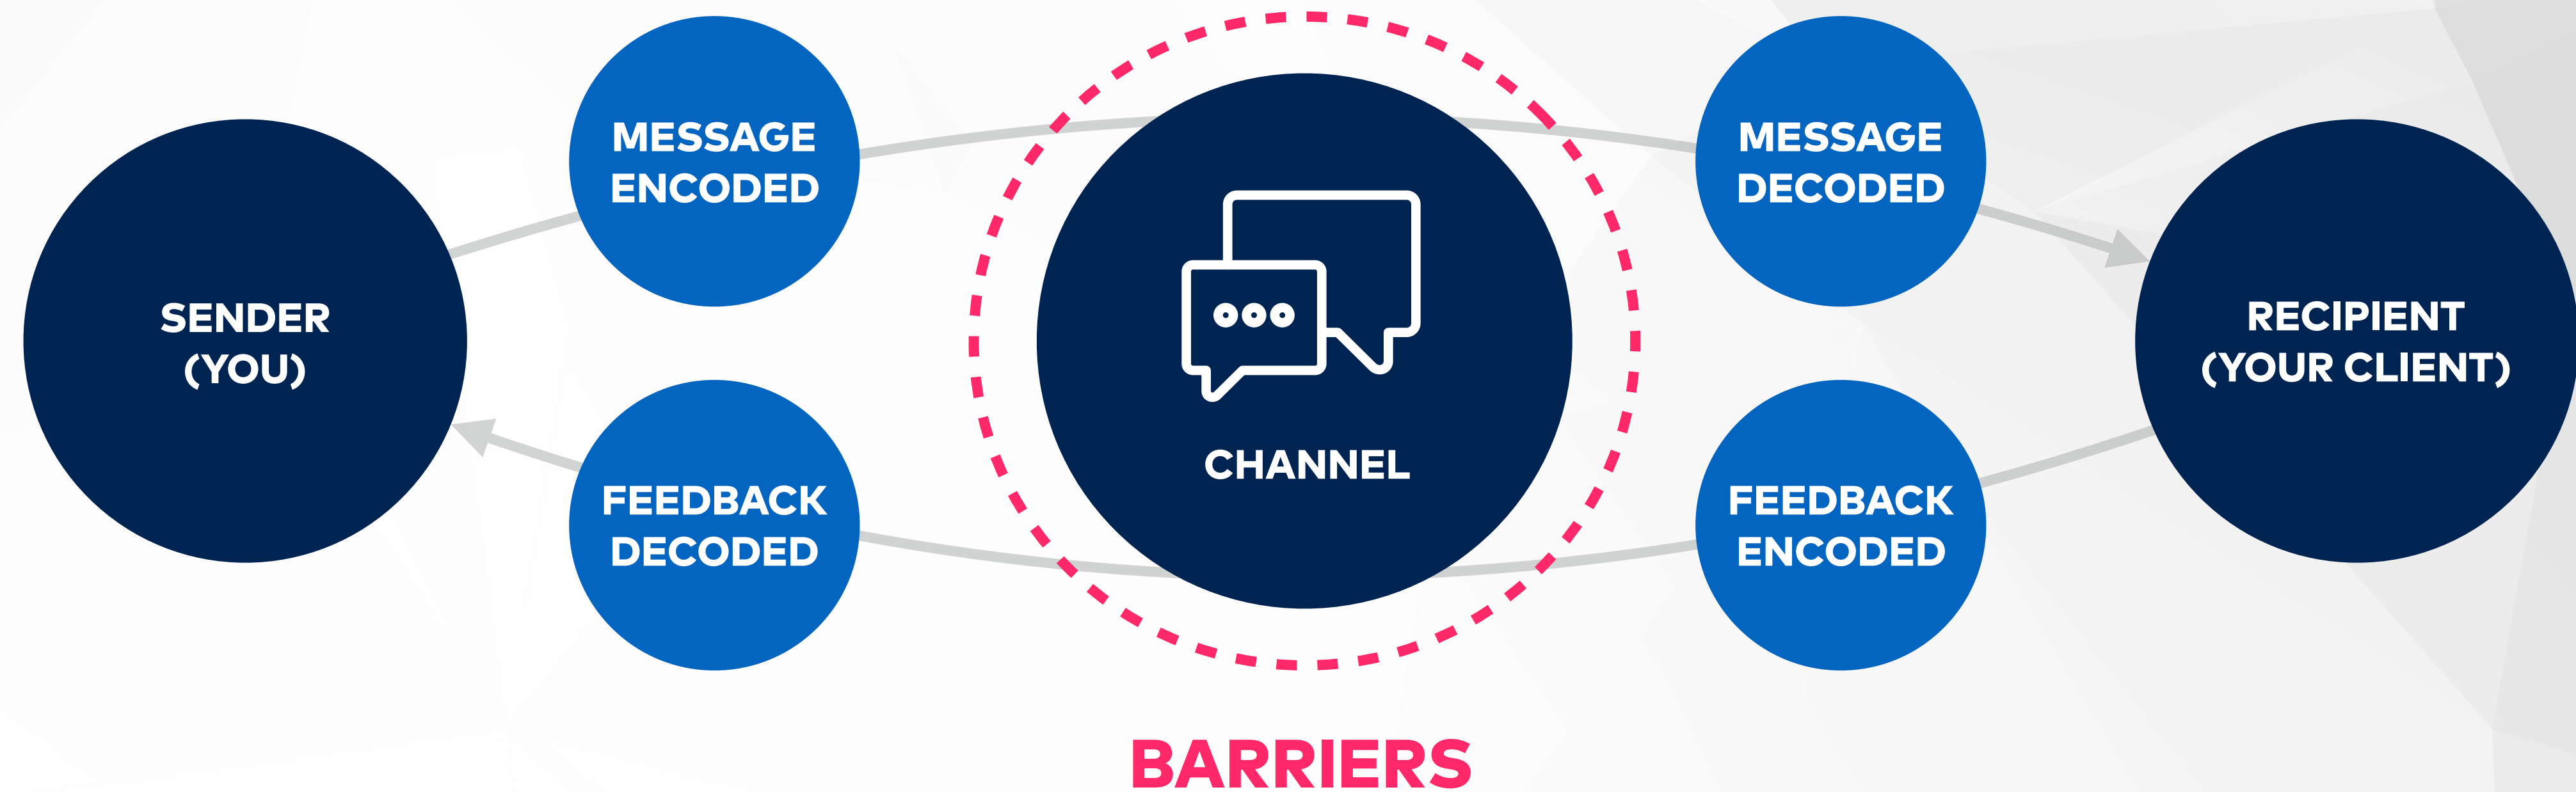 SENDER
(YOU)
MESSAGE
ENCODED
FEEDBACK
DECODED
CHANNEL
MESSAGE
DECODED
FEEDBACK
ENCODED
RECIPIENT
(YOUR CLIENT)
BARRIERS